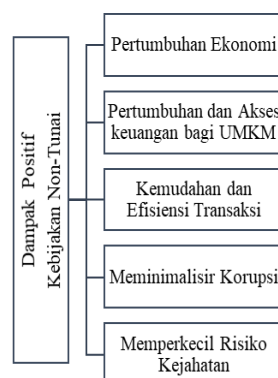 Dampak Positif
Kebijakan Non-Tunai
Pertumbuhan Ekonomi
Pertumbuhan dan Akses
keuangan bagi UMKM
Kemudahan dan
Efisiensi Transaksi
Meminimalisir Korupsi
Memperkecil Risiko
Kejahatan